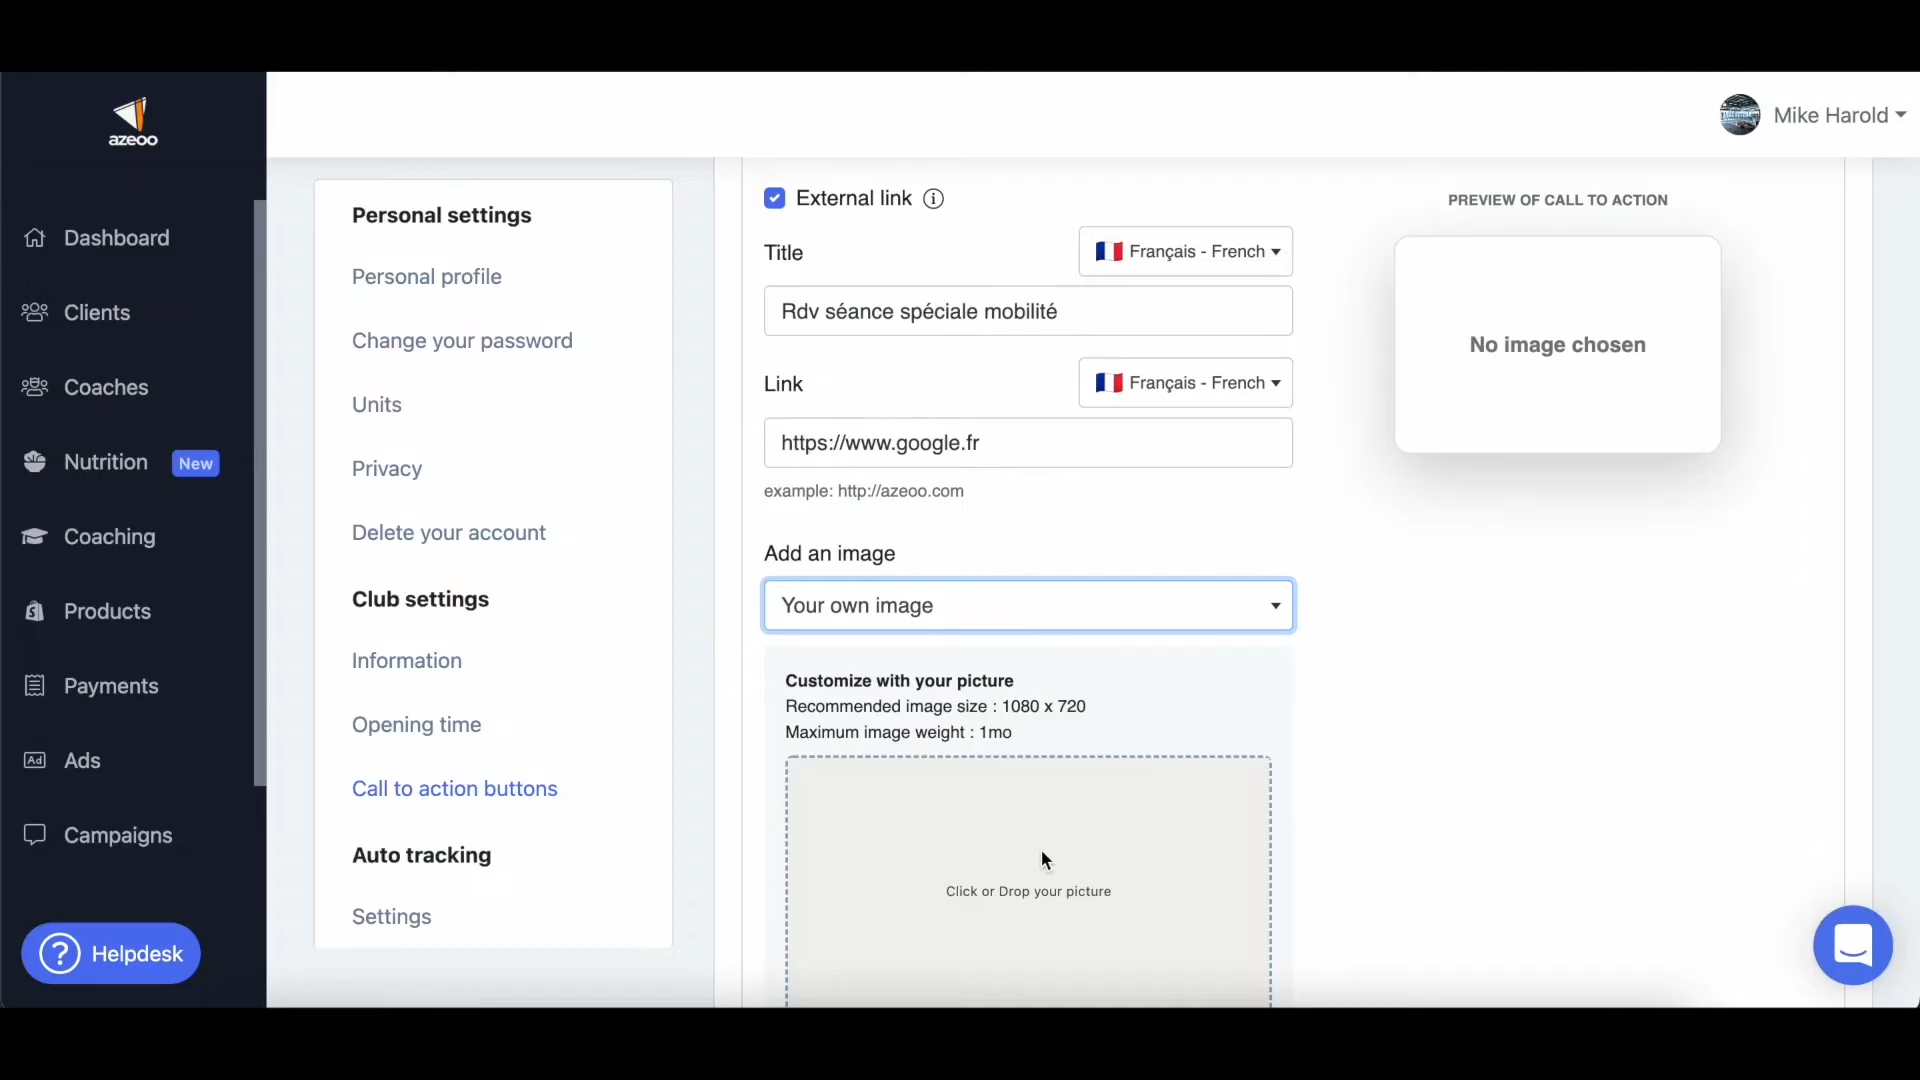 azeoo
Mike Harold
Dashboard
Clients
Coaches
Nutrition New
Coaching
Products
Payments
Ad Ads
Campaigns
? Helpdesk
Personal settings
Personal profile
Change your password
Units
Privacy
Delete your account
Club settings
Information
Opening time
Call to action buttons
Auto tracking
Settings
External link i
Title
Français - French
Rdv séance spéciale mobilité
Link
Français - French
https://www.google.fr
example: http://azeoo.com
Add an image
Your own image
Customize with your picture
Recommended image size : 1080 x 720
Maximum image weight : 1mo
Click or Drop your picture
PREVIEW OF CALL TO ACTION
No image chosen